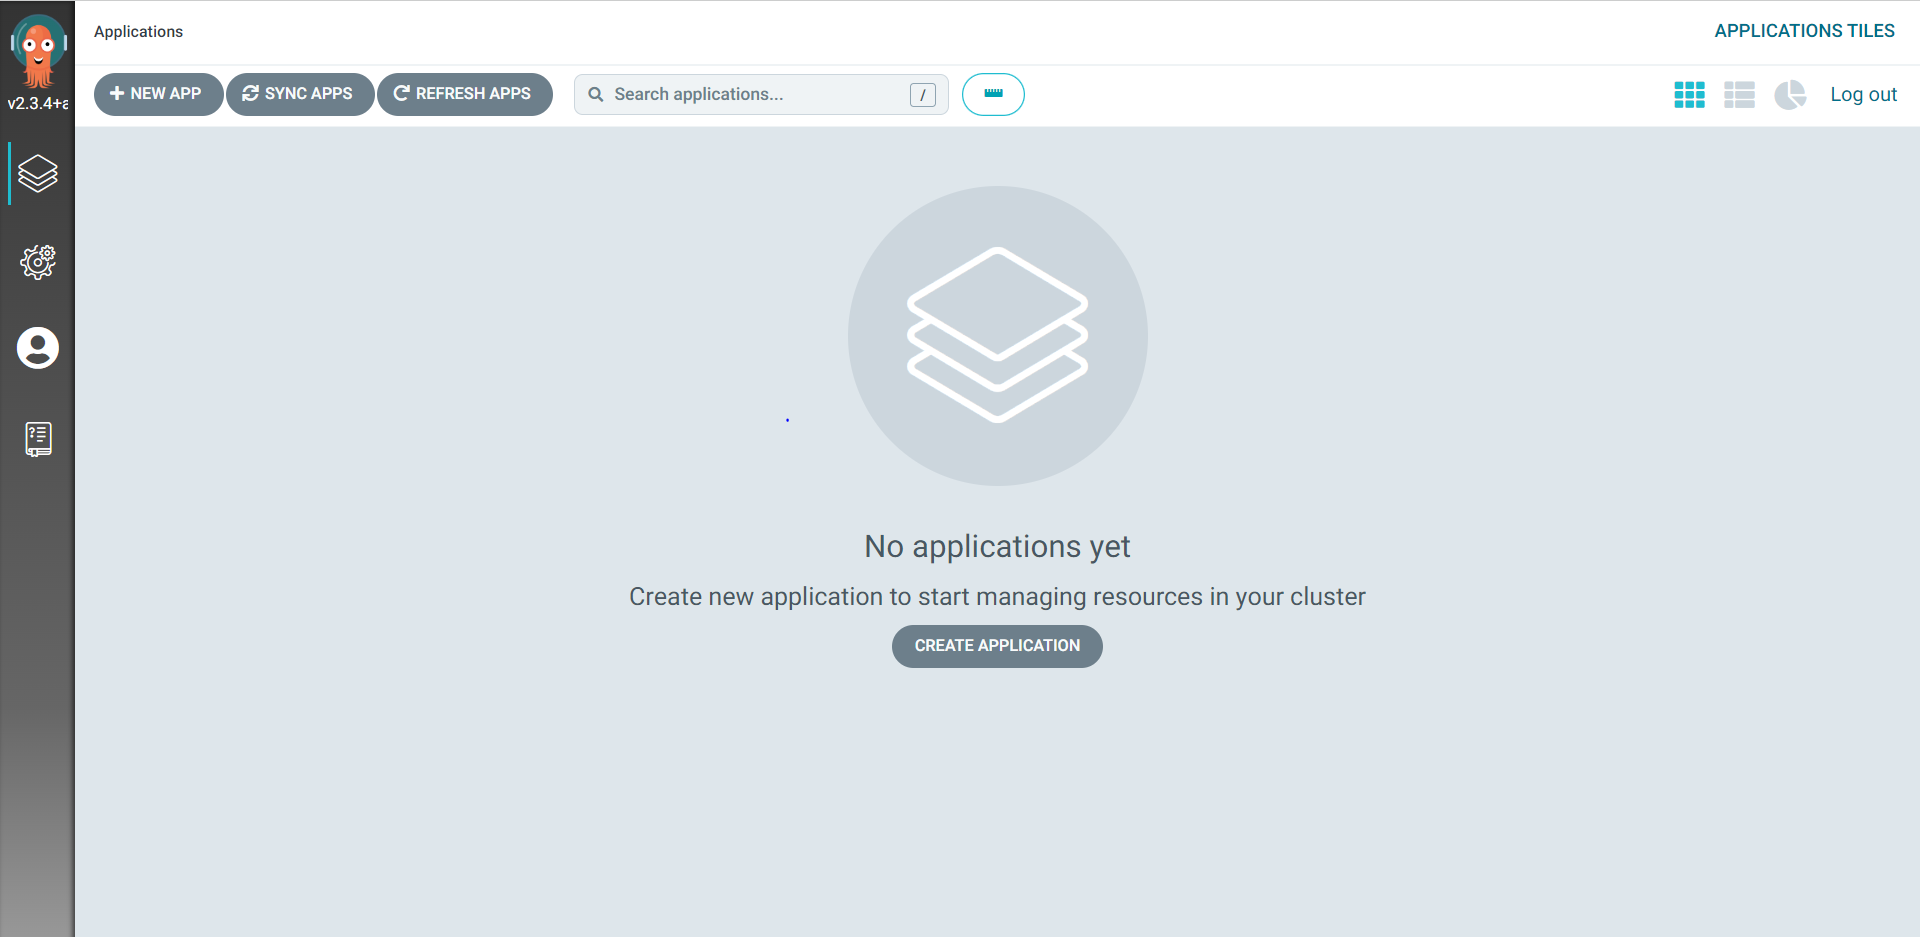 Applications
APPLICATIONS TILES
v2.3.4+a
NEW APP
SYNC APPS
REFRESH APPS
Search applications...
/
Log out
No applications yet
Create new application to start managing resources in your cluster
CREATE APPLICATION